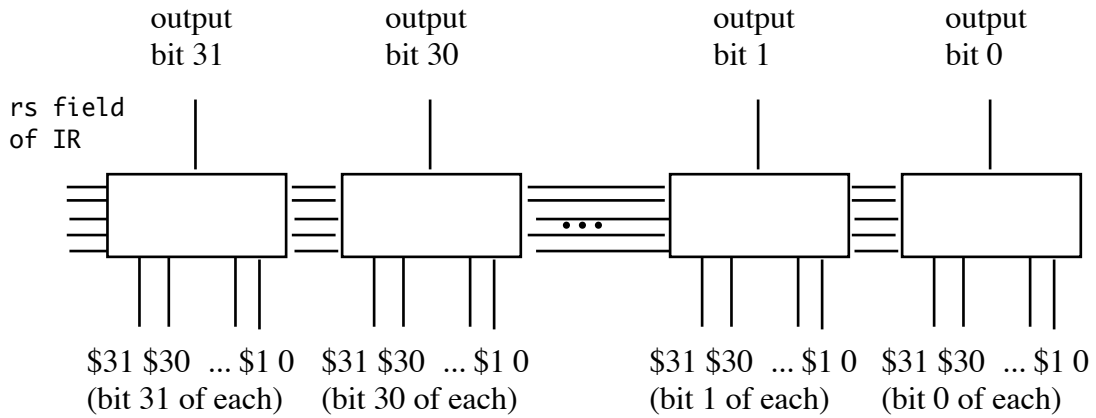 output
bit 31
output
bit 30
output
bit 1
output
bit 0
rs field
of IR
$31 $30 ... $1 0
(bit 31 of each)
$31 $30 ... $1 0
(bit 30 of each)
$31 $30 ... $1 0
(bit 1 of each)
$31 $30 ... $1 0
(bit 0 of each)